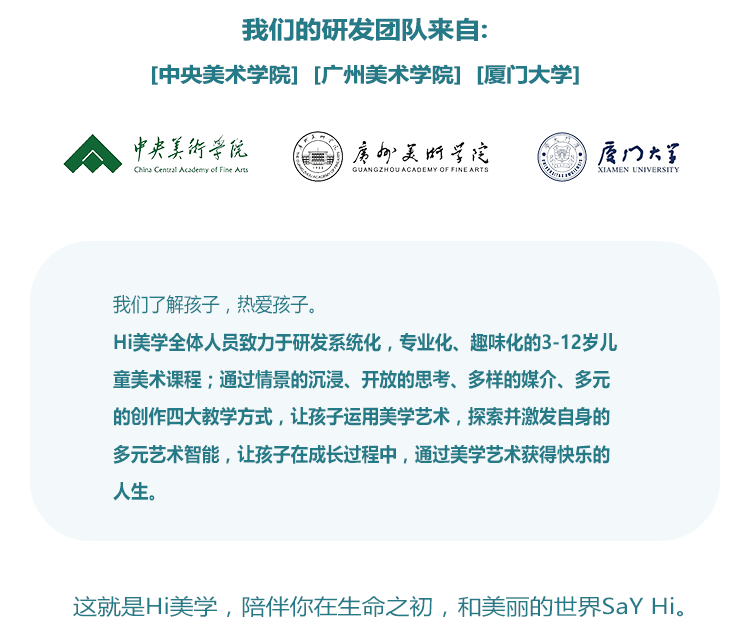 我们的研发团队来自:
[中央美术学院] [广州美术学院] [厦门大学]
中央美術学院
China Central Academy of Fine Arts
廣州美術学院
GUANGZHOU ACADEMY OF FINE ARTS
厦门大学
XIAMEN UNIVERSITY
我们了解孩子，热爱孩子。
Hi美学全体人员致力于研发系统化，专业化、趣味化的3-12岁儿
童美术课程；通过情景的沉浸、开放的思考、多样的媒介、多元
的创作四大教学方式，让孩子运用美学艺术，探索并激发自身的
多元艺术智能，让孩子在成长过程中，通过美学艺术获得快乐的
人生。
这就是Hi美学，陪伴你在生命之初，和美丽的世界SaY Hi。